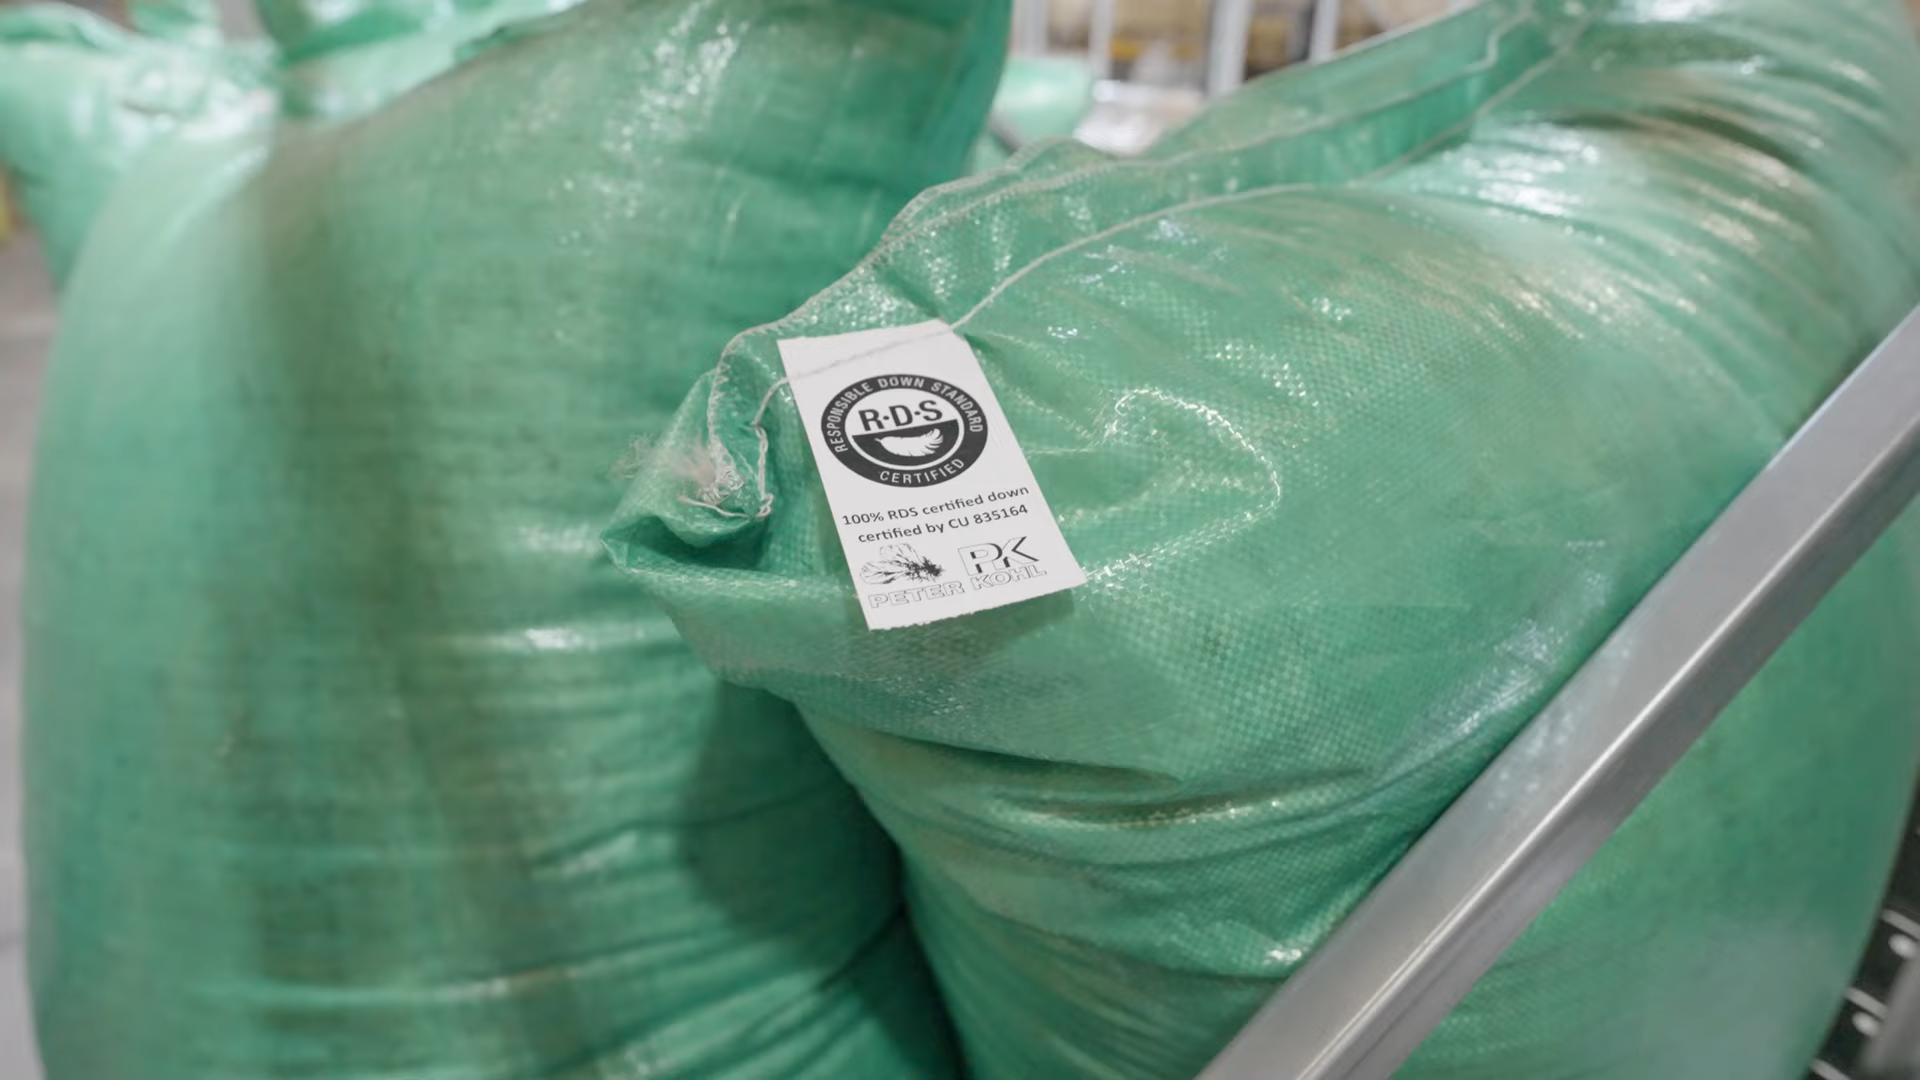 RESPONSIBLE DOWN STANDARD
R·D·S
CERTIFIED
100% RDS certified down
certified by CU 835164
PK
PETER KOHL